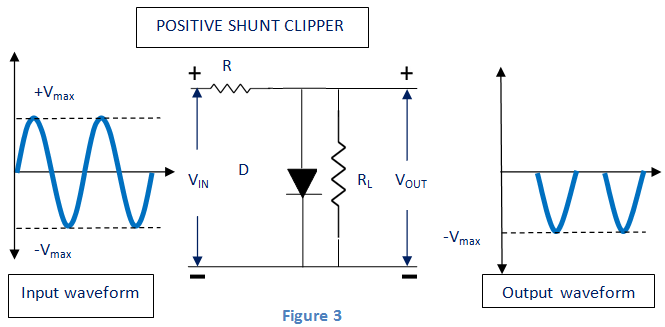 POSITIVE SHUNT CLIPPER
+Vmax
-Vmax
Input waveform
+
R
+
VIN
D
RL
VOUT
-Vmax
Output waveform
Figure 3